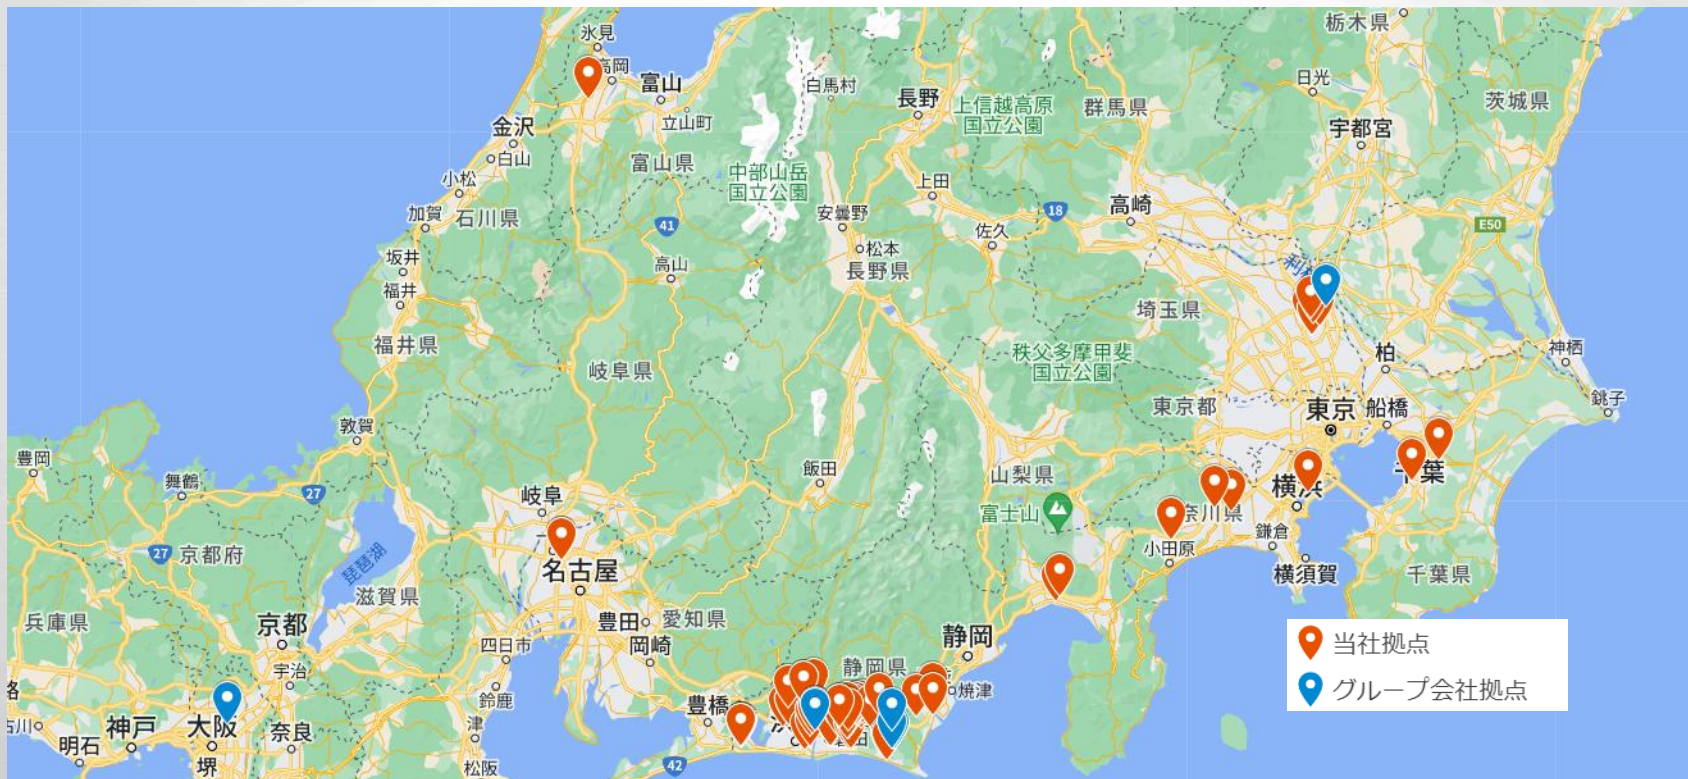 栃木県
氷見
高岡
日光
富山
白馬村
長野
上信越高原
国立公園
群馬県
茨城県
立山町
金沢
宇都宮
白山
富山県
中部山岳
国立公園
小松
上田
加賀
石川県
安曇野
18
高崎
41
佐久
E50
坂井
松本
高山
長野県
福井
埼玉県
福井県
秩父多摩甲斐
国立公園
柏
神栖
岐阜県
東京都
東京
船橋
銚子
敦賀
豊岡
飯田
山梨県
千葉
舞鶴
27
岐阜
横浜
富士山
奈川県
鎌倉
27
京都府
琵琶湖
小田原
名古屋
横須賀
千葉県
滋賀県
兵庫県
京都
豊田
愛知県
岡崎
静岡
四日市
当社拠点
宇治
静岡県
焼津
グループ会社拠点
鈴鹿
豊橋
神戸
大阪
奈良
津
明石
堺
松阪
42